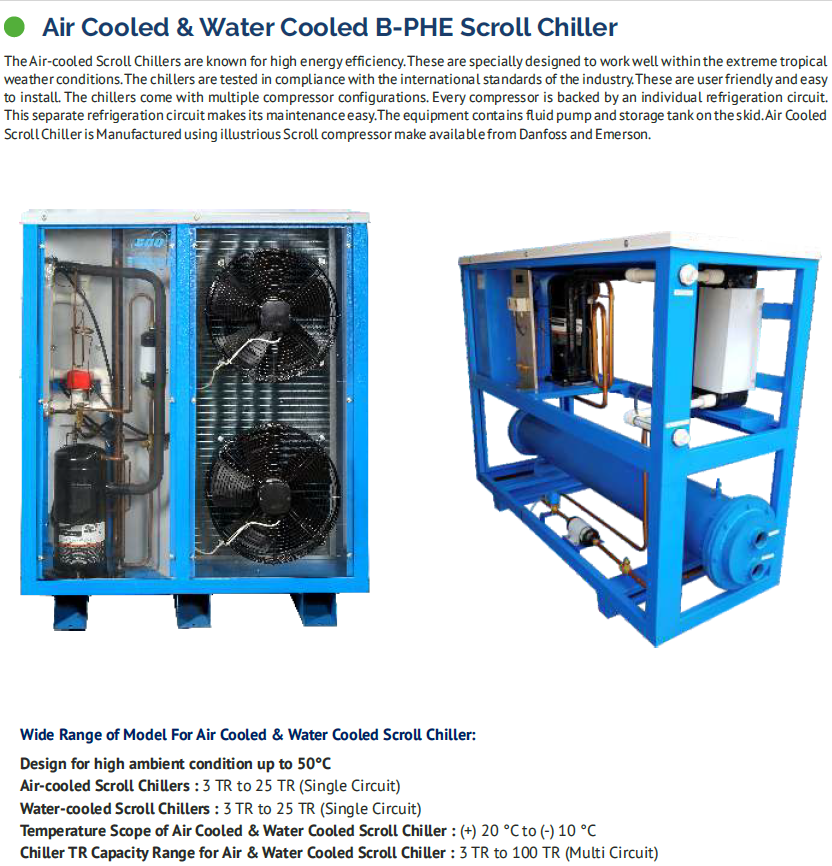 Air Cooled & Water Cooled B-PHE Scroll Chiller
The Air-cooled Scroll Chillers are known for high energy efficiency. These are specially designed to work well within the extreme tropical
weather conditions. The chillers are tested in compliance with the international standards of the industry. These are user friendly and easy
to install. The chillers come with multiple compressor configurations. Every compressor is backed by an individual refrigeration circuit.
This separate refrigeration circuit makes its maintenance easy. The equipment contains fluid pump and storage tank on the skid. Air Cooled
Scroll Chiller is Manufactured using illustrious Scroll compressor make available from Danfoss and Emerson.
Wide Range of Model For Air Cooled & Water Cooled Scroll Chiller:
Design for high ambient condition up to 50°C
Air-cooled Scroll Chillers : 3 TR to 25 TR (Single Circuit)
Water-cooled Scroll Chillers : 3 TR to 25 TR (Single Circuit)
Temperature Scope of Air Cooled & Water Cooled Scroll Chiller : (+) 20 °C to (-) 10 °C
Chiller TR Capacity Range for Air & Water Cooled Scroll Chiller : 3 TR to 100 TR (Multi Circuit)